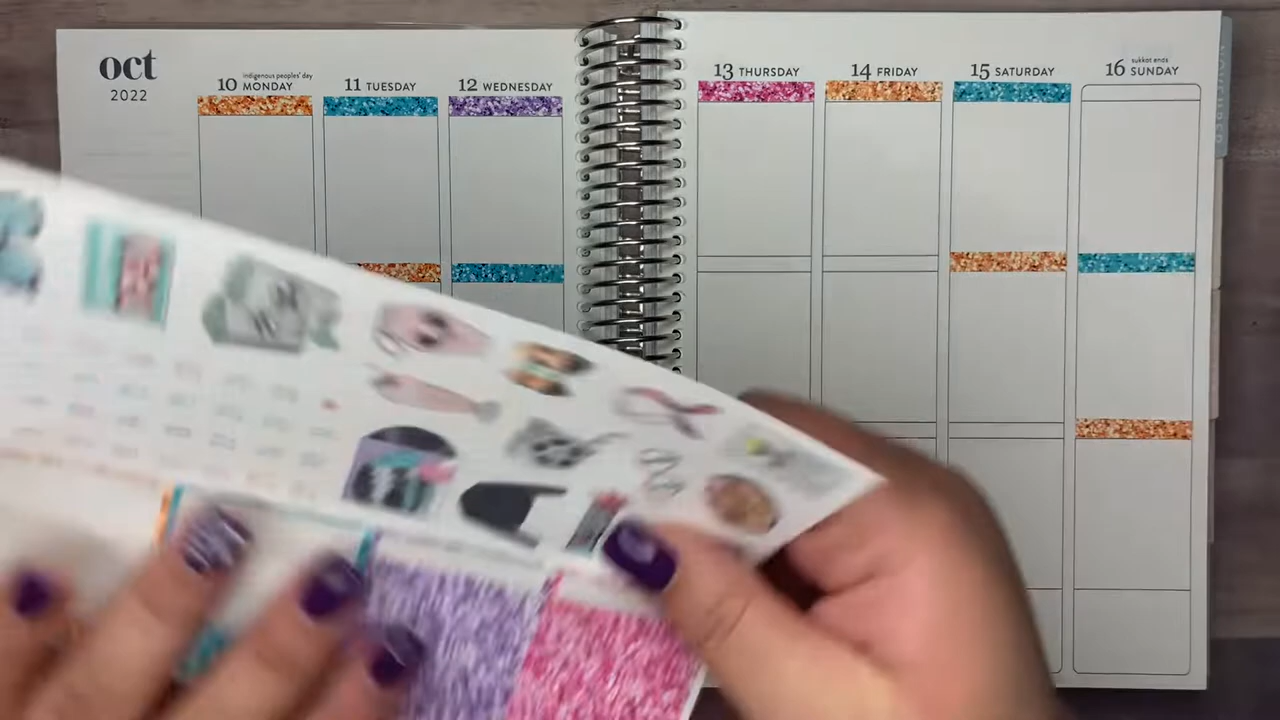 oct
2022
indigenous peoples' day
10 MONDAY
11 TUESDAY
12 WEDNESDAY
13 THURSDAY
14 FRIDAY
15 SATURDAY
sukkot ends
16 SUNDAY
NOVEMBER